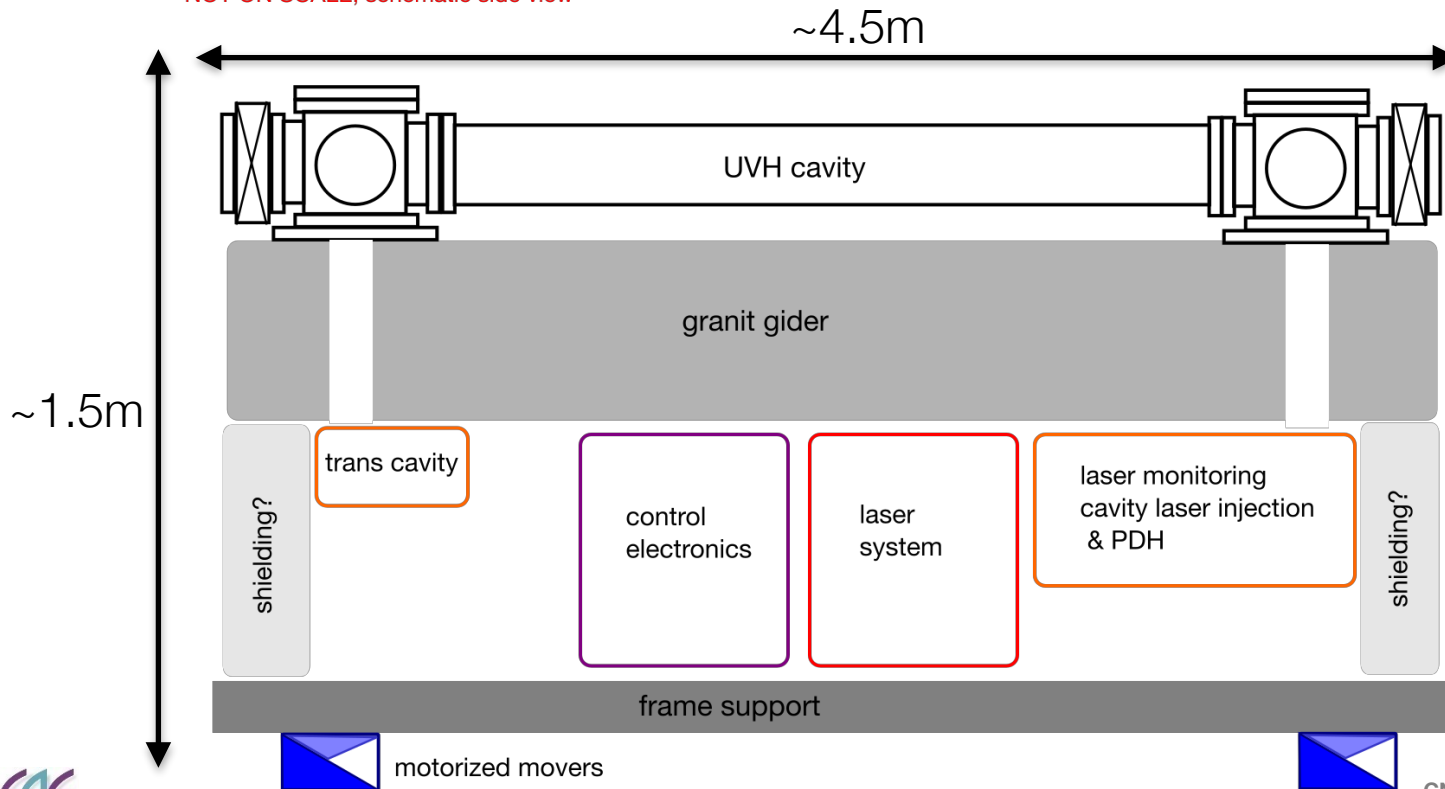 ~4.5m
UVH cavity
granit gider
~1.5m
trans cavity
control
electronics
laser
system
laser monitoring
cavity laser injection
& PDH
shielding?
shielding?
frame support
motorized movers